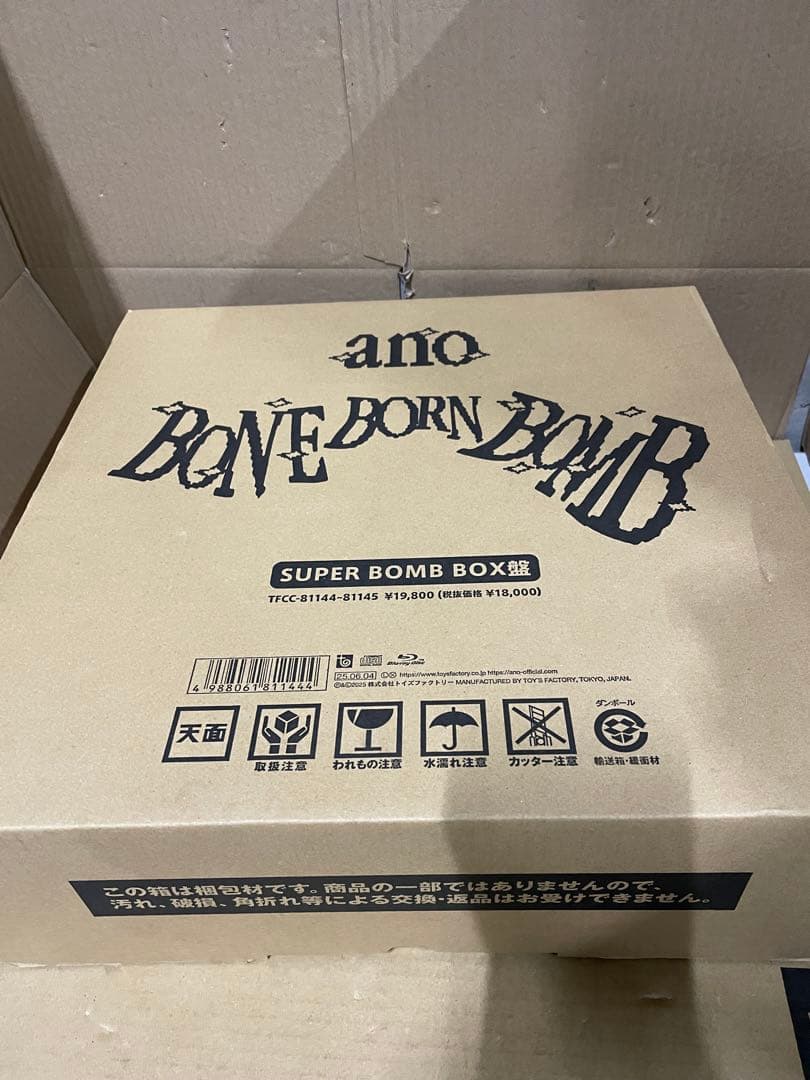 ano
BONE BORN BOMB
SUPER BOMB BOX盤
TFCC-81144~81145 ¥19,800 (税抜価格 ¥18,000)
4 988061 811444
Blu-ray Disc
25.06.04 Ⓛ Ⓧ https://www.toysfactory.co.jp https://ano-official.com
Ⓟ&©2025 株式会社トイズファクトリー MANUFACTURED BY TOY'S FACTORY, TOKYO, JAPAN.
天面
取扱注意
われもの注意
水濡れ注意
カッター注意
ダンボール
輸送箱・緩衝材
この箱は梱包材です。商品の一部ではありませんので、
汚れ、破損、角折れ等による交換・返品はお受けできません。